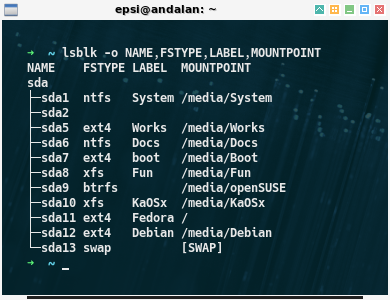 epsi@andalan: ~
➜  ~ lsblk -o NAME,FSTYPE,LABEL,MOUNTPOINT
NAME    FSTYPE LABEL  MOUNTPOINT
sda
├─sda1  ntfs   System /media/System
├─sda2
├─sda5  ext4   Works  /media/Works
├─sda6  ntfs   Docs   /media/Docs
├─sda7  ext4   boot   /media/Boot
├─sda8  xfs    Fun    /media/Fun
├─sda9  btrfs         /media/openSUSE
├─sda10 xfs    KaOSx  /media/KaOSx
├─sda11 ext4   Fedora /
├─sda12 ext4   Debian /media/Debian
└─sda13 swap          [SWAP]
➜  ~ _